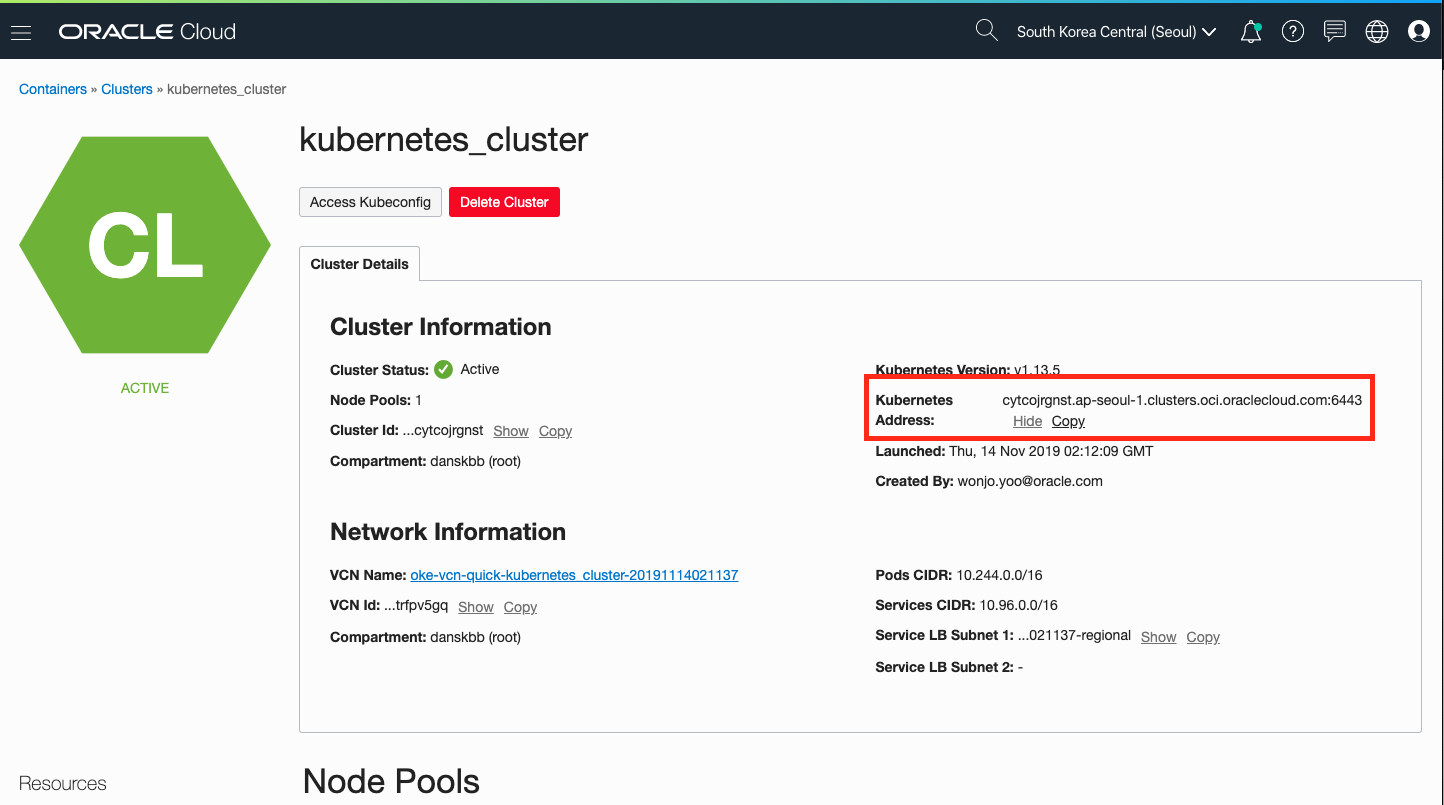 ORACLE Cloud
South Korea Central (Seoul)
Containers » Clusters » kubernetes_cluster
CL
ACTIVE
kubernetes_cluster
Access Kubeconfig
Delete Cluster
Cluster Details
Cluster Information
Cluster Status: Active
Node Pools: 1
Cluster Id: ...cytcojrgnst Show Copy
Compartment: danskbb (root)
Kubernetes Version: v1.13.5
Kubernetes Address: cytcojrgnst.ap-seoul-1.clusters.oci.oraclecloud.com:6443
Hide Copy
Launched: Thu, 14 Nov 2019 02:12:09 GMT
Created By: wonjo.yoo@oracle.com
Network Information
VCN Name: oke-vcn-quick-kubernetes_cluster-20191114021137
VCN Id: ...trfpv5gq Show Copy
Compartment: danskbb (root)
Pods CIDR: 10.244.0.0/16
Services CIDR: 10.96.0.0/16
Service LB Subnet 1: ...021137-regional Show Copy
Service LB Subnet 2: -
Resources
Node Pools